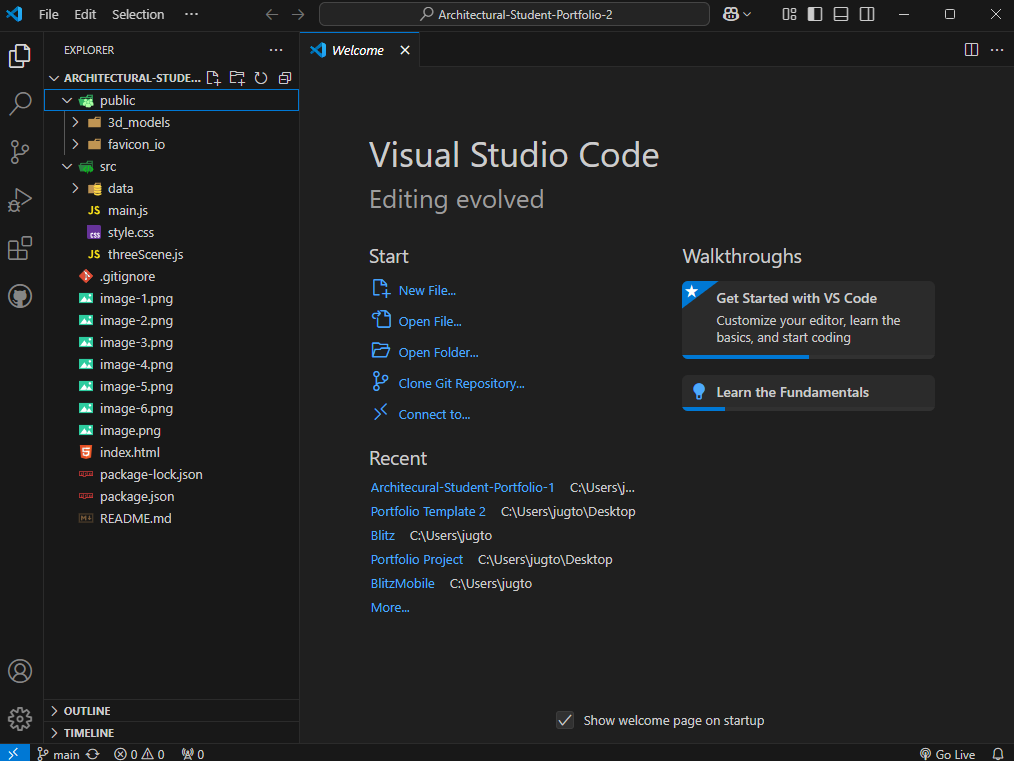 File Edit Selection ··· Architectural-Student-Portfolio-2
EXPLORER ···
Welcome
ARCHITECTURAL-STUDE...
public
3d_models
favicon_io
src
data
JS main.js
css style.css
JS threeScene.js
.gitignore
image-1.png
image-2.png
image-3.png
image-4.png
image-5.png
image-6.png
image.png
index.html
package-lock.json
package.json
README.md
OUTLINE
TIMELINE
Visual Studio Code
Editing evolved
Start
New File...
Open File...
Open Folder...
Clone Git Repository...
Connect to...
Recent
Architecural-Student-Portfolio-1 C:\Users\j...
Portfolio Template 2 C:\Users\jugto\Desktop
Blitz C:\Users\jugto
Portfolio Project C:\Users\jugto\Desktop
BlitzMobile C:\Users\jugto
More...
Walkthroughs
Get Started with VS Code
Customize your editor, learn the
basics, and start coding
Learn the Fundamentals
Show welcome page on startup
main 0 0 0 Go Live